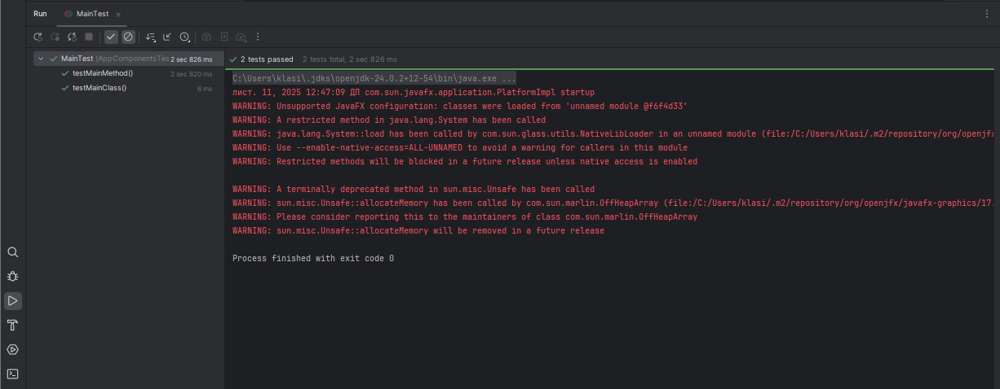 Run MainTest
MainTest (AppComponentsTes 2 sec 826 ms
testMainMethod() 2 sec 820 ms
testMainClass() 6 ms
2 tests passed 2 tests total, 2 sec 826 ms
C:\Users\klasi\.jdks\openjdk-24.0.2+12-54\bin\java.exe ...
лист. 11, 2025 12:47:09 ДП com.sun.javafx.application.PlatformImpl startup
WARNING: Unsupported JavaFX configuration: classes were loaded from 'unnamed module @f6f4d33'
WARNING: A restricted method in java.lang.System has been called
WARNING: java.lang.System::load has been called by com.sun.glass.utils.NativeLibLoader in an unnamed module (file:/C:/Users/klasi/.m2/repository/org/openjfx
WARNING: Use --enable-native-access=ALL-UNNAMED to avoid a warning for callers in this module
WARNING: Restricted methods will be blocked in a future release unless native access is enabled
WARNING: A terminally deprecated method in sun.misc.Unsafe has been called
WARNING: sun.misc.Unsafe::allocateMemory has been called by com.sun.marlin.OffHeapArray (file:/C:/Users/klasi/.m2/repository/org/openjfx/javafx-graphics/17.
WARNING: Please consider reporting this to the maintainers of class com.sun.marlin.OffHeapArray
WARNING: sun.misc.Unsafe::allocateMemory will be removed in a future release
Process finished with exit code 0